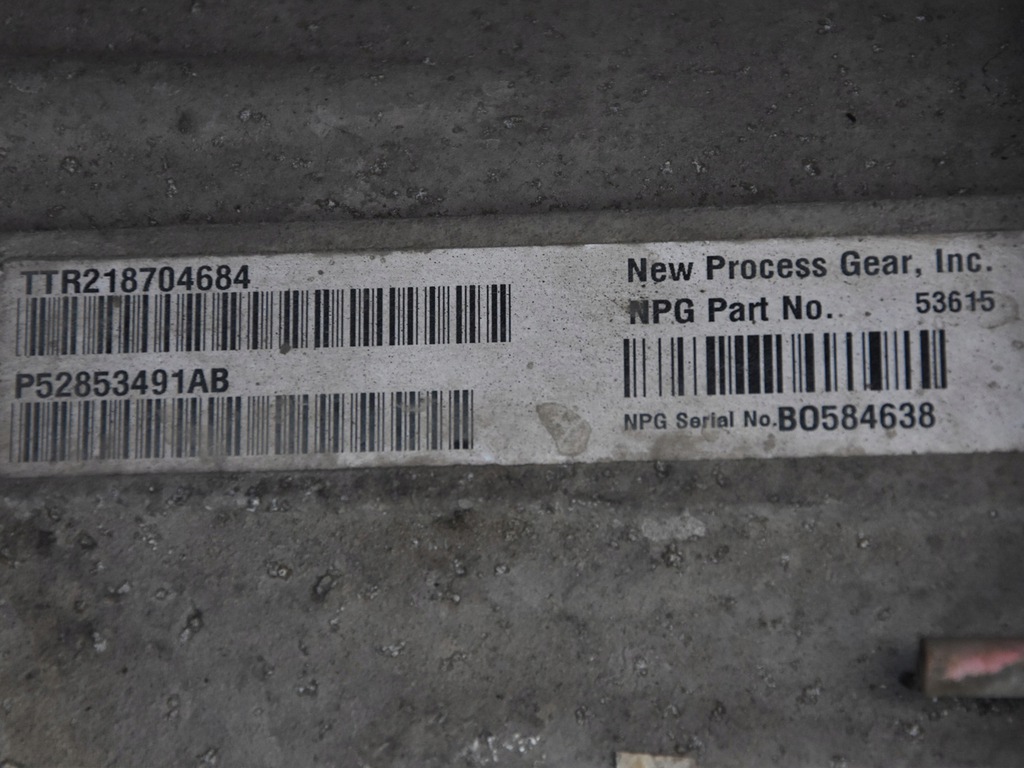 TTR218704684
P52853491AB
New Process Gear, Inc.
NPG Part No. 53615
NPG Serial No. BO584638